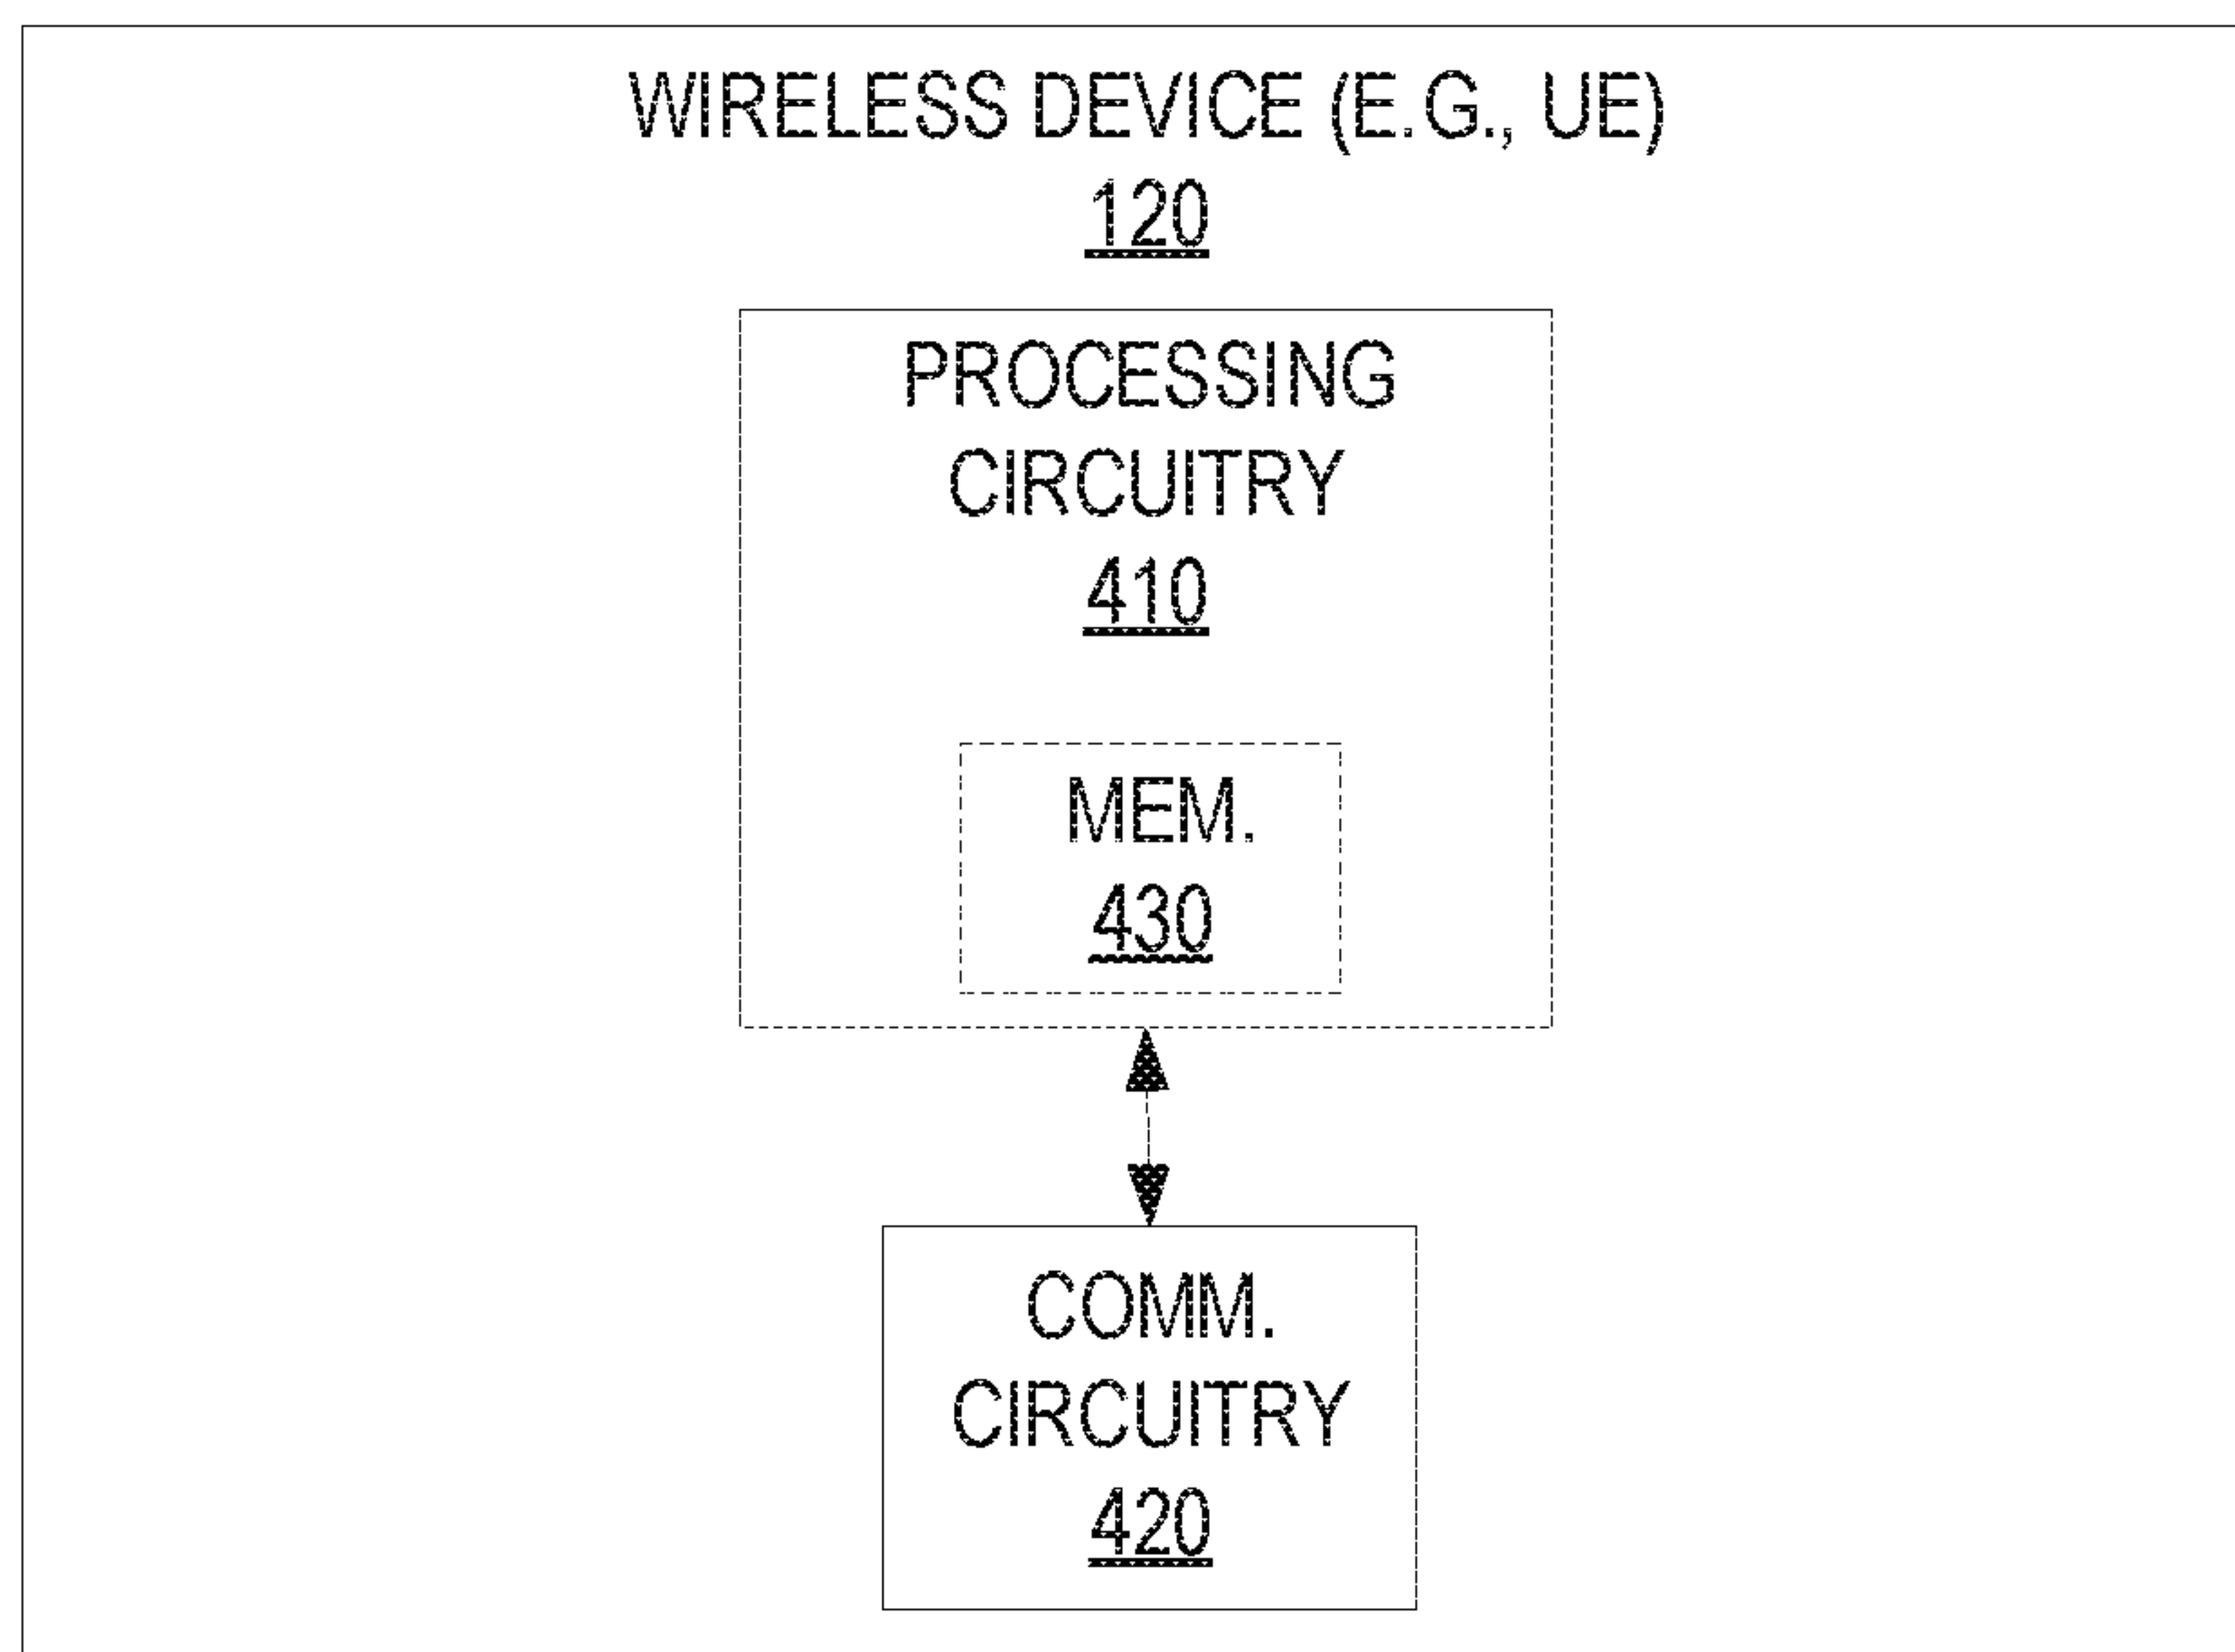 WIRELESS DEVICE (E.G., UE)
120
PROCESSING
CIRCUITRY
410
MEM.
430
COMM.
CIRCUITRY
420